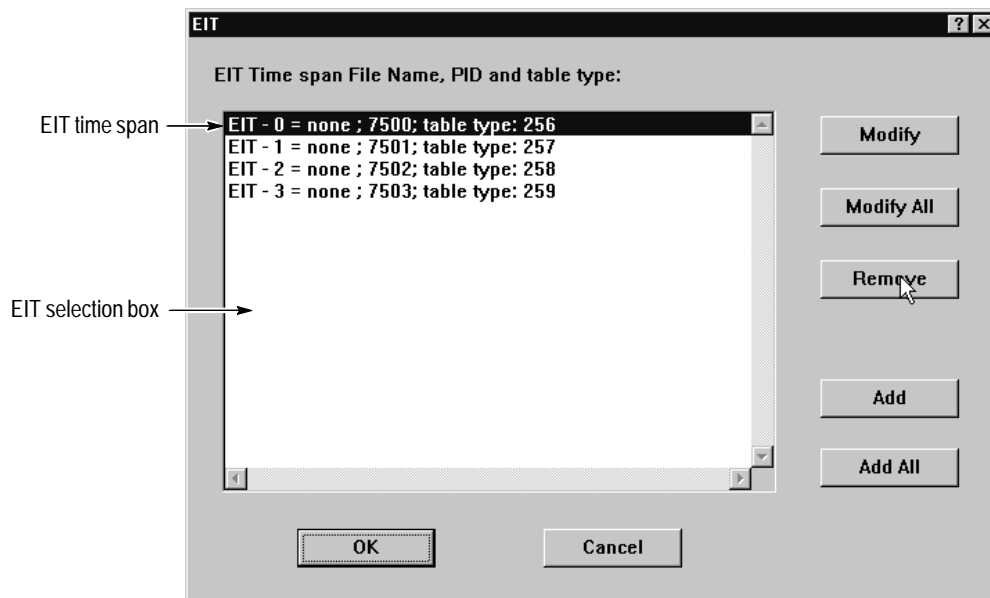 EIT
EIT Time span File Name, PID and table type:
EIT time span
EIT - 0 = none ; 7500; table type: 256
EIT - 1 = none ; 7501; table type: 257
EIT - 2 = none ; 7502; table type: 258
EIT - 3 = none ; 7503; table type: 259
EIT selection box
Modify
Modify All
Remove
Add
Add All
OK
Cancel